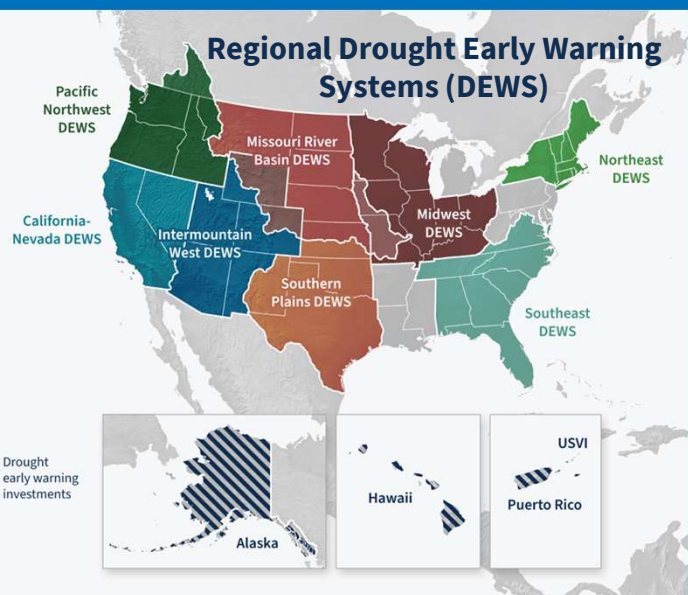 Regional Drought Early Warning
Systems (DEWS)
Pacific
Northwest
DEWS
Missouri River
Basin DEWS
Northeast
DEWS
California-
Nevada DEWS
Intermountain
West DEWS
Midwest
DEWS
Southern
Plains DEWS
Southeast
DEWS
Drought
early warning
investments
Alaska
Hawaii
USVI
Puerto Rico